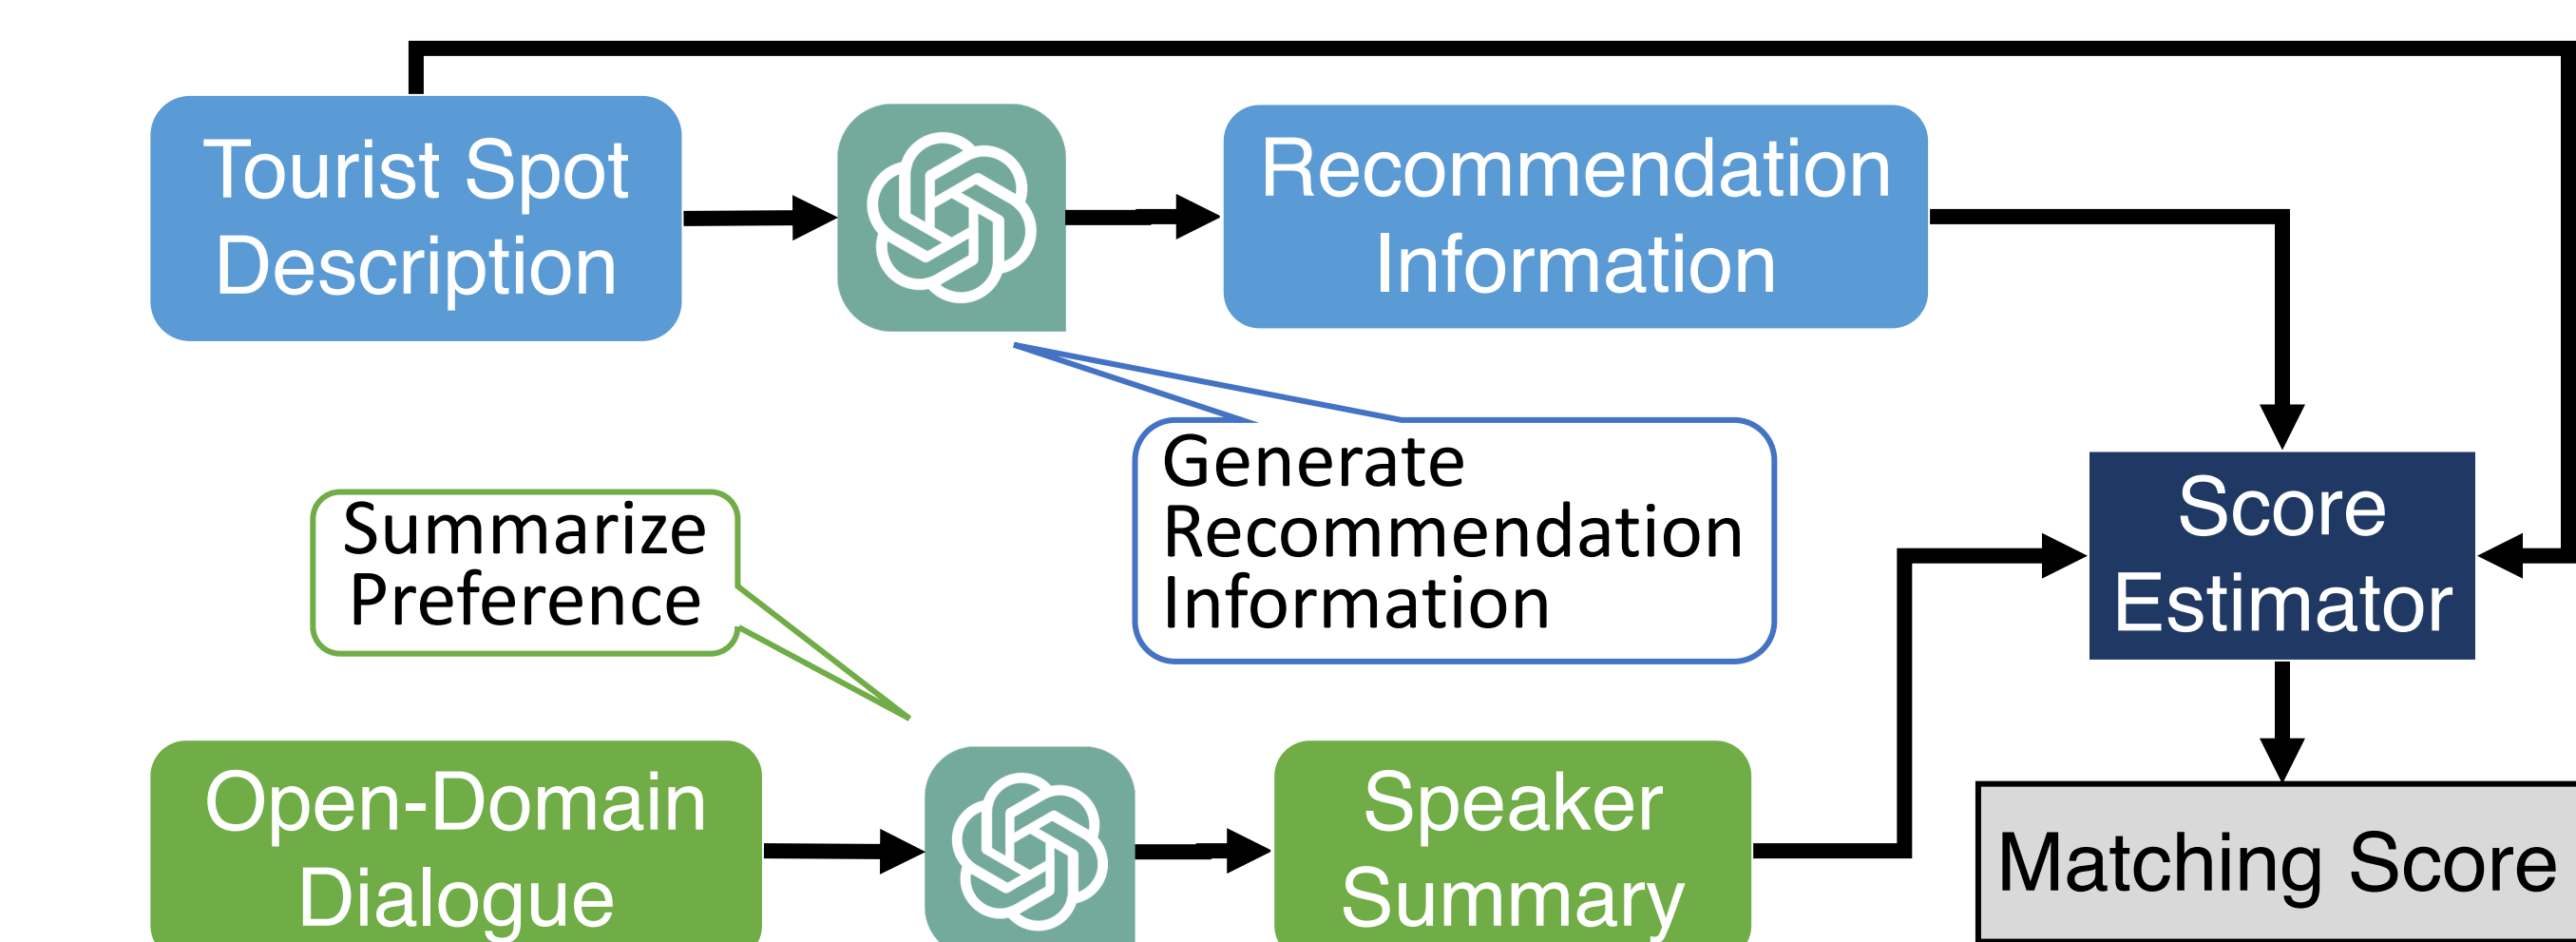 Tourist Spot
Description
Recommendation
Information
Generate
Recommendation
Information
Summarize
Preference
Score
Estimator
Open-Domain
Dialogue
Speaker
Summary
Matching Score